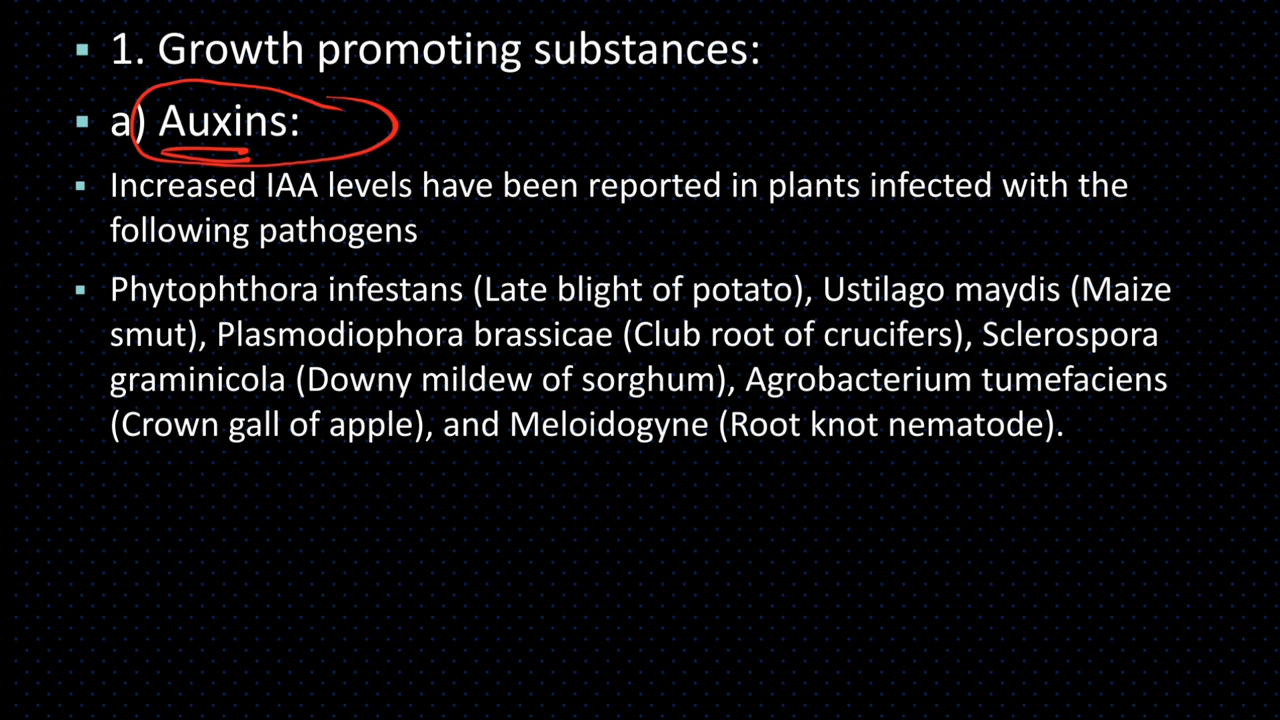 ▪ 1. Growth promoting substances:
▪ a) Auxins:
▪ Increased IAA levels have been reported in plants infected with the
following pathogens
▪ Phytophthora infestans (Late blight of potato), Ustilago maydis (Maize
smut), Plasmodiophora brassicae (Club root of crucifers), Sclerospora
graminicola (Downy mildew of sorghum), Agrobacterium tumefaciens
(Crown gall of apple), and Meloidogyne (Root knot nematode).